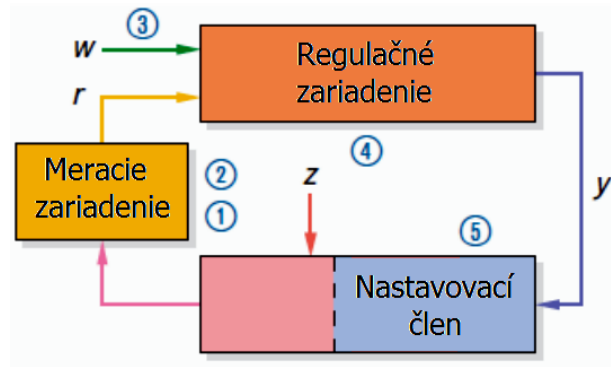 ③
w
Regulačné
zariadenie
r
④
Meracie
zariadenie
②
①
z
y
⑤
Nastavovací
člen